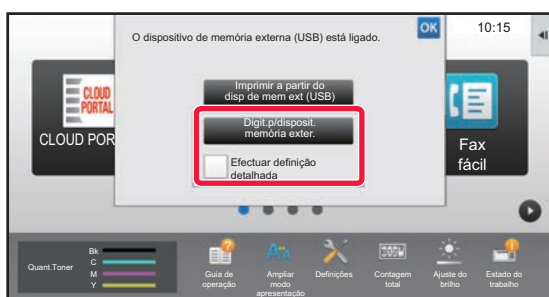 O dispositivo de memória externa (USB) está ligado.
OK
10:15
Imprimir a partir do
disp de mem ext (USB)
Digit.p/disposit.
memória exter.
Efectuar definição
detalhada
CLOUD
PORTAL
CLOUD POR
Fax
fácil
Quant.Toner
Bk
C
M
Y
Guia de
operação
Ampliar
modo
apresentação
Definições
Contagem
total
Ajuste do
brilho
Estado do
trabalho